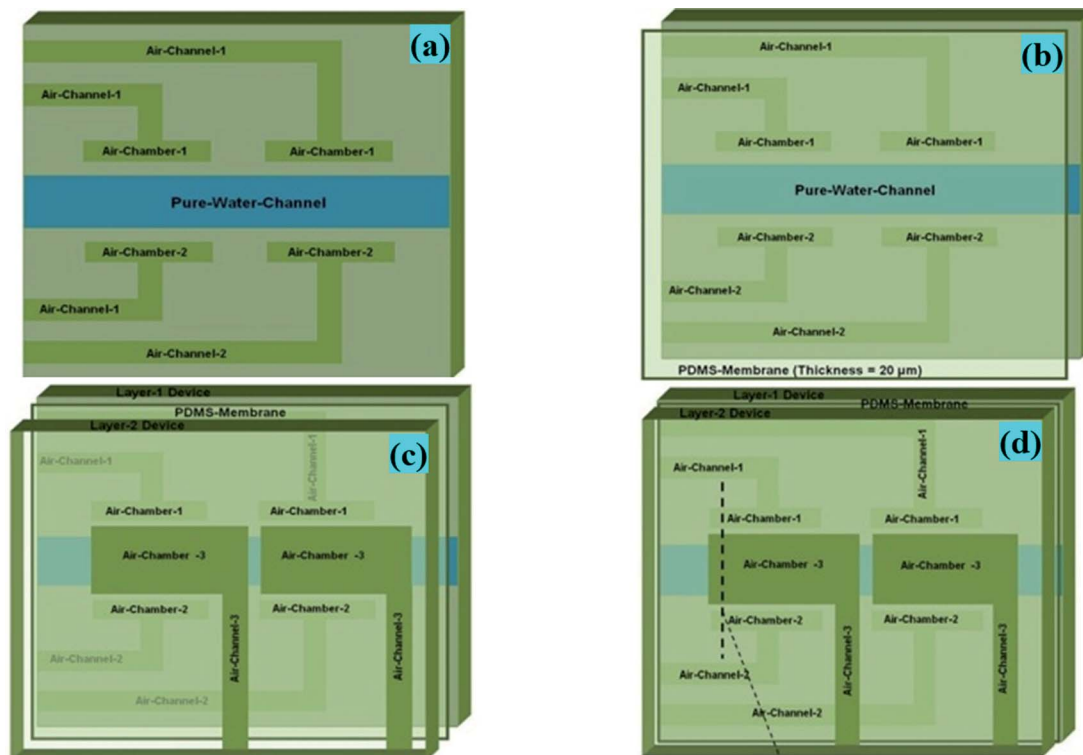 (a)
Air-Channel-1
Air-Channel-1
Air-Chamber-1 Air-Chamber-1
Pure-Water-Channel
Air-Chamber-2 Air-Chamber-2
Air-Channel-1
Air-Channel-2
(b)
Air-Channel-1
Air-Channel-1
Air-Chamber-1 Air-Chamber-1
Pure-Water-Channel
Air-Chamber-2 Air-Chamber-2
Air-Channel-2
Air-Channel-2
PDMS-Membrane (Thickness = 20 µm)
Layer-1 Device
PDMS-Membrane
Layer-2 Device
(c)
Air-Channel-1
Air-Channel-1
Air-Chamber-1 Air-Chamber-1
Air-Chamber -3 Air-Chamber -3
Air-Chamber-2 Air-Chamber-2
Air-Channel-3 Air-Channel-3
Air-Channel-2
Air-Channel-2
Layer-1 Device
PDMS-Membrane
Layer-2 Device
(d)
Air-Channel-1
Air-Channel-1
Air-Chamber-1 Air-Chamber-1
Air-Chamber -3 Air-Chamber -3
Air-Chamber-2 Air-Chamber-2
Air-Channel-3 Air-Channel-3
Air-Channel-2
Air-Channel-2